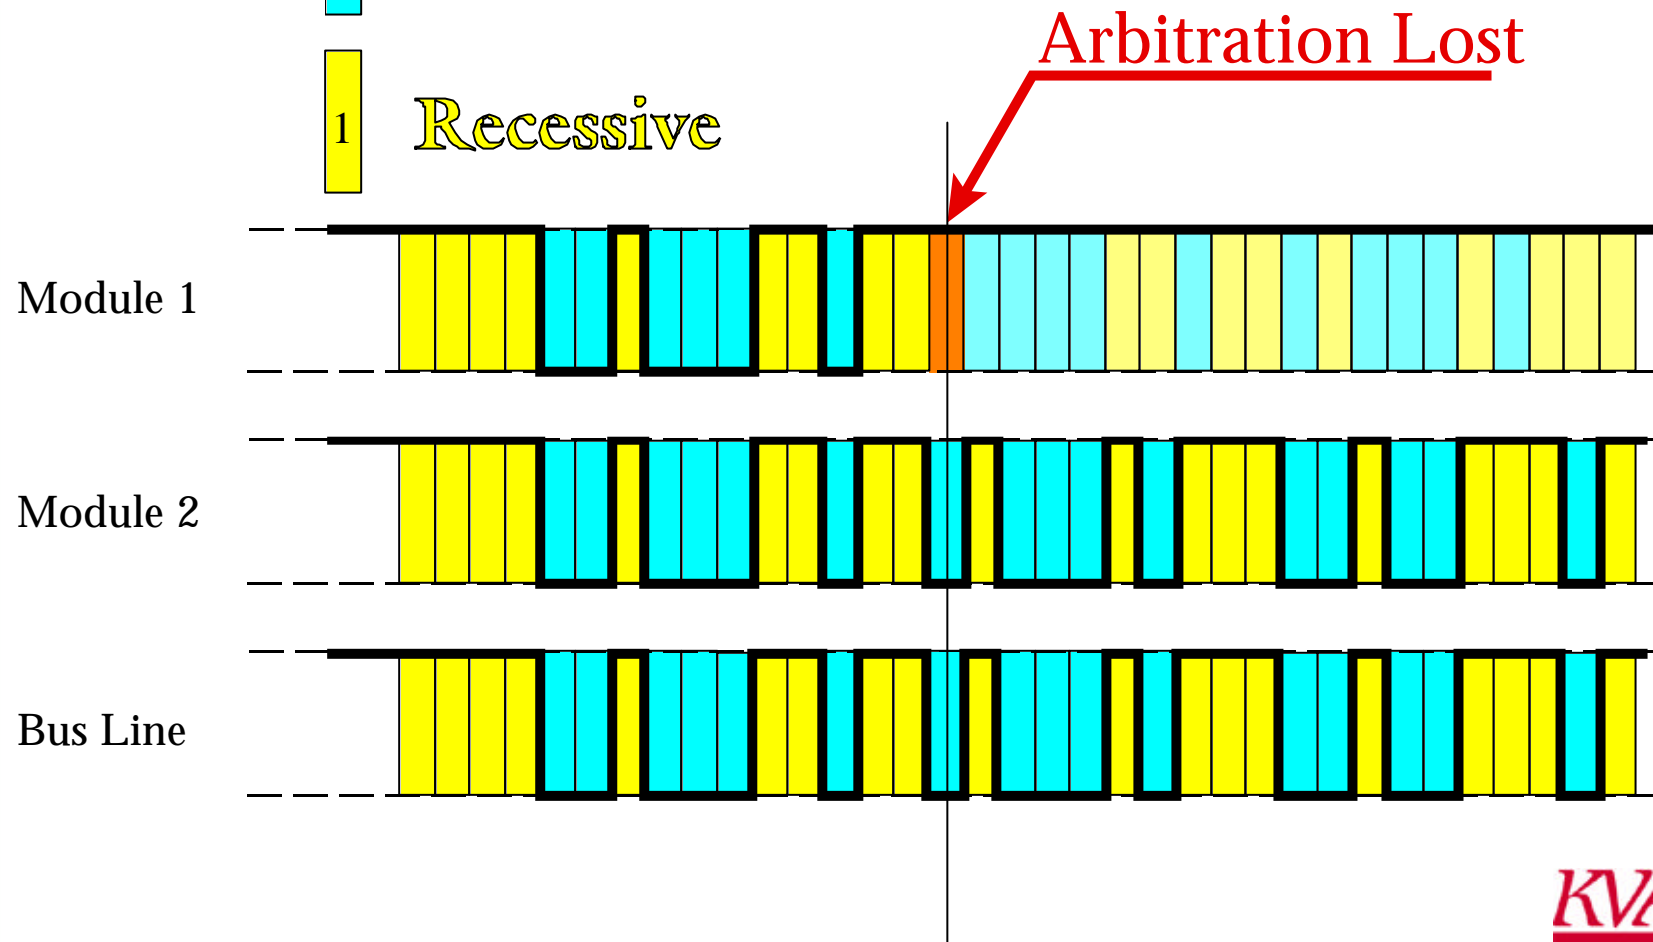 Arbitration Lost
1 Recessive
Module 1
Module 2
Bus Line